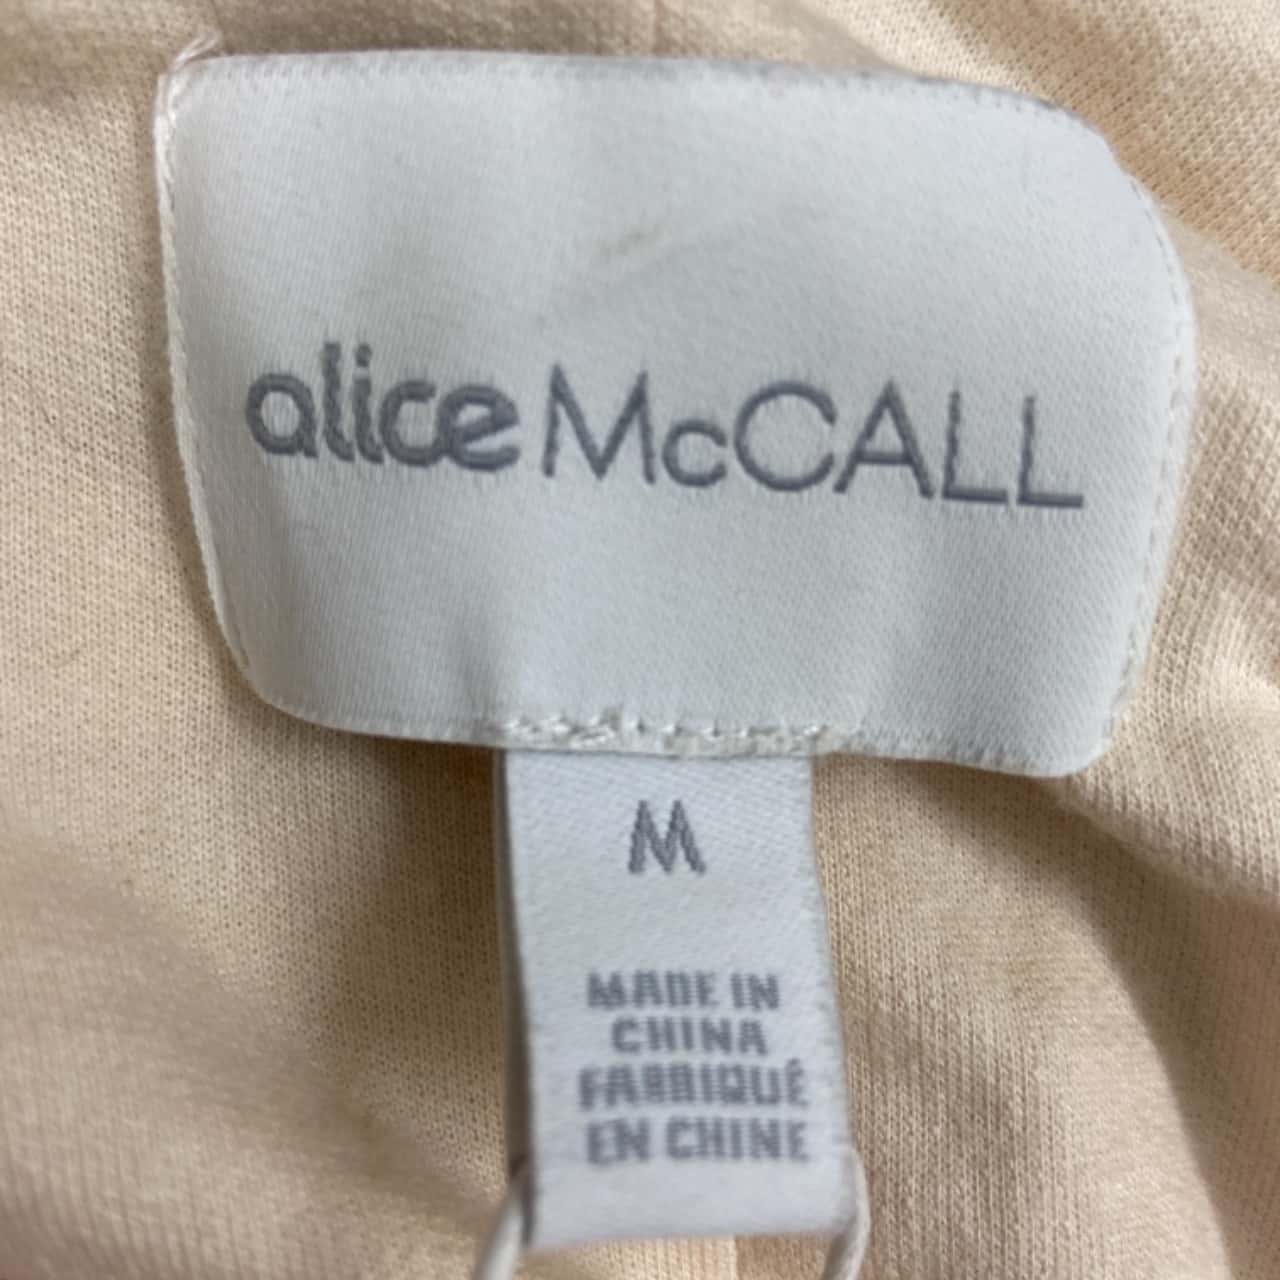 alice McCALL
M
MADE IN
CHINA
FABRIQUÉ
EN CHINE